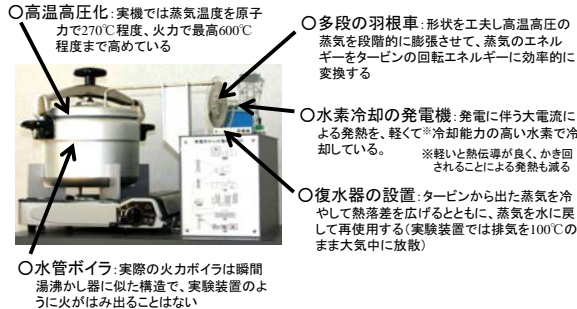 ○高温高圧化:実機では蒸気温度を原子
力で270℃程度、火力で最高600℃
程度まで高めている
○多段の羽根車:形状を工夫し高温高圧の
蒸気を段階的に膨張させて、蒸気のエネル
ギーをタービンの回転エネルギーに効率的に
変換する
○水素冷却の発電機:発電に伴う大電流に
よる発熱を、軽くて※冷却能力の高い水素で冷
却している。
※軽いと熱伝導が良く、かき回
されることによる発熱も減る
○復水器の設置:タービンから出た蒸気を冷
やして熱落差を広げるとともに、蒸気を水に戻
して再使用する(実験装置では排気を100℃の
まま大気中に放散)
○水管ボイラ:実際の火力ボイラは瞬間
湯沸かし器に似た構造で、実験装置のよ
うに火がはみ出ることはない